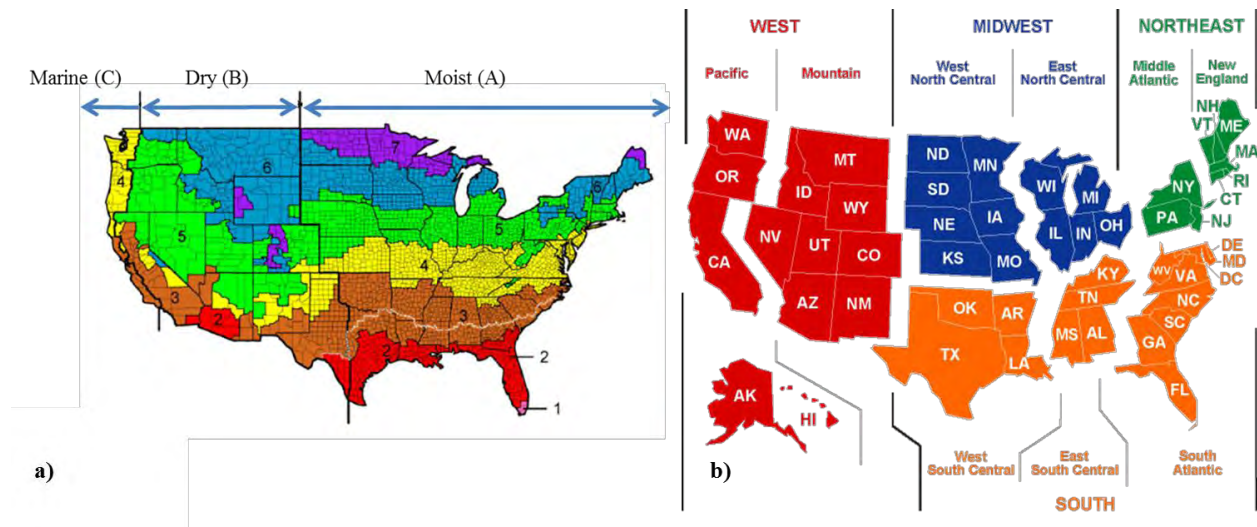 Marine (C)
Dry (B)
Moist (A)
4
5
6
7
3
2
2
4
5
6
3
2
1
a)
WEST
MIDWEST
NORTHEAST
Pacific
Mountain
West
North Central
East
North Central
Middle
Atlantic
New
England
WA
OR
CA
MT
ID
WY
NV
UT
CO
AZ
NM
AK
HI
ND
MN
SD
NE
IA
KS
MO
WI
MI
IL
IN
OH
NH
VT
ME
MA
RI
CT
NY
PA
NJ
DE
MD
DC
WV
VA
KY
TN
NC
SC
OK
AR
MS
AL
GA
TX
LA
FL
West
South Central
East
South Central
South
Atlantic
SOUTH
b)